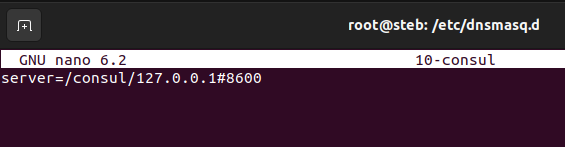 root@steb: /etc/dnsmasq.d
GNU nano 6.2 10-consul
server=/consul/127.0.0.1#8600